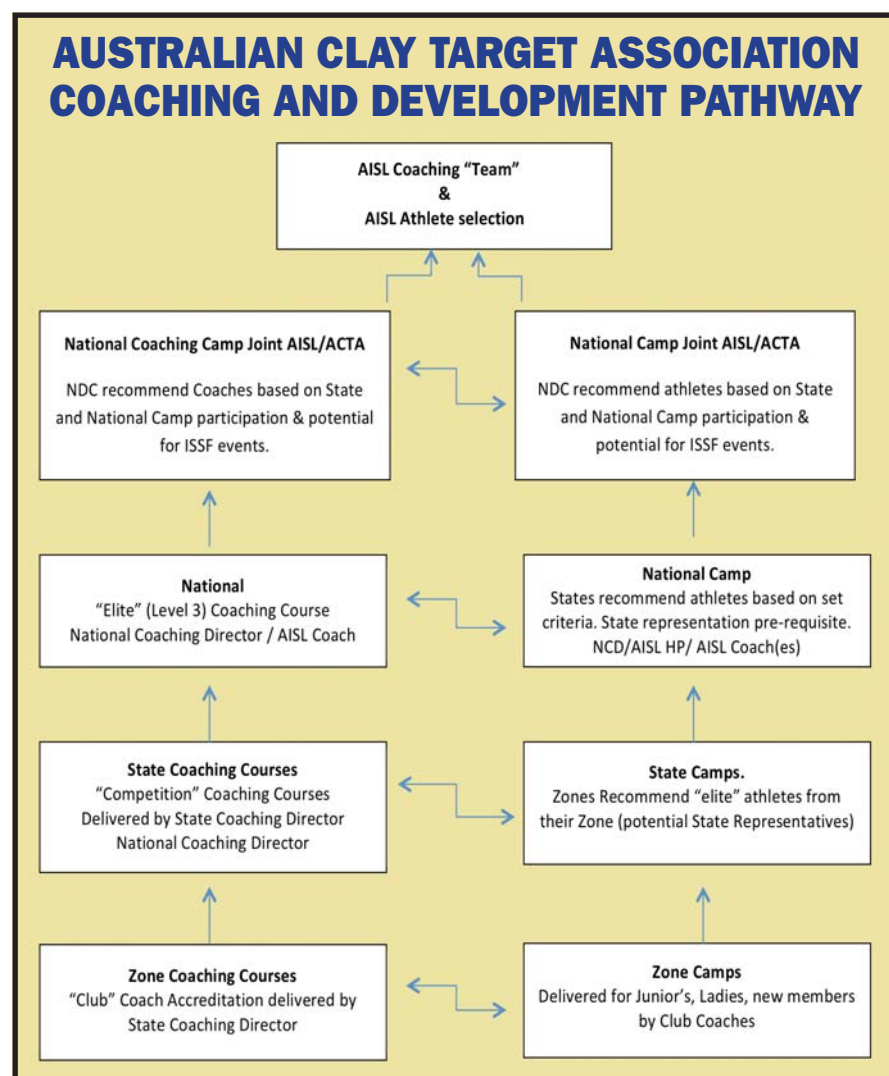 AUSTRALIAN CLAY TARGET ASSOCIATION
COACHING AND DEVELOPMENT PATHWAY
AISL Coaching “Team”
&
AISL Athlete selection
National Coaching Camp Joint AISL/ACTA
NDC recommend Coaches based on State
and National Camp participation & potential
for ISSF events.
National Camp Joint AISL/ACTA
NDC recommend athletes based on State
and National Camp participation &
potential for ISSF events.
National
“Elite” (Level 3) Coaching Course
National Coaching Director / AISL Coach
National Camp
States recommend athletes based on set
criteria. State representation pre-requisite.
NCD/AISL HP/ AISL Coach(es)
State Coaching Courses
“Competition” Coaching Courses
Delivered by State Coaching Director
National Coaching Director
State Camps.
Zones Recommend “elite” athletes from
their Zone (potential State Representatives)
Zone Coaching Courses
“Club” Coach Accreditation delivered by
State Coaching Director
Zone Camps
Delivered for Junior’s, Ladies, new members
by Club Coaches